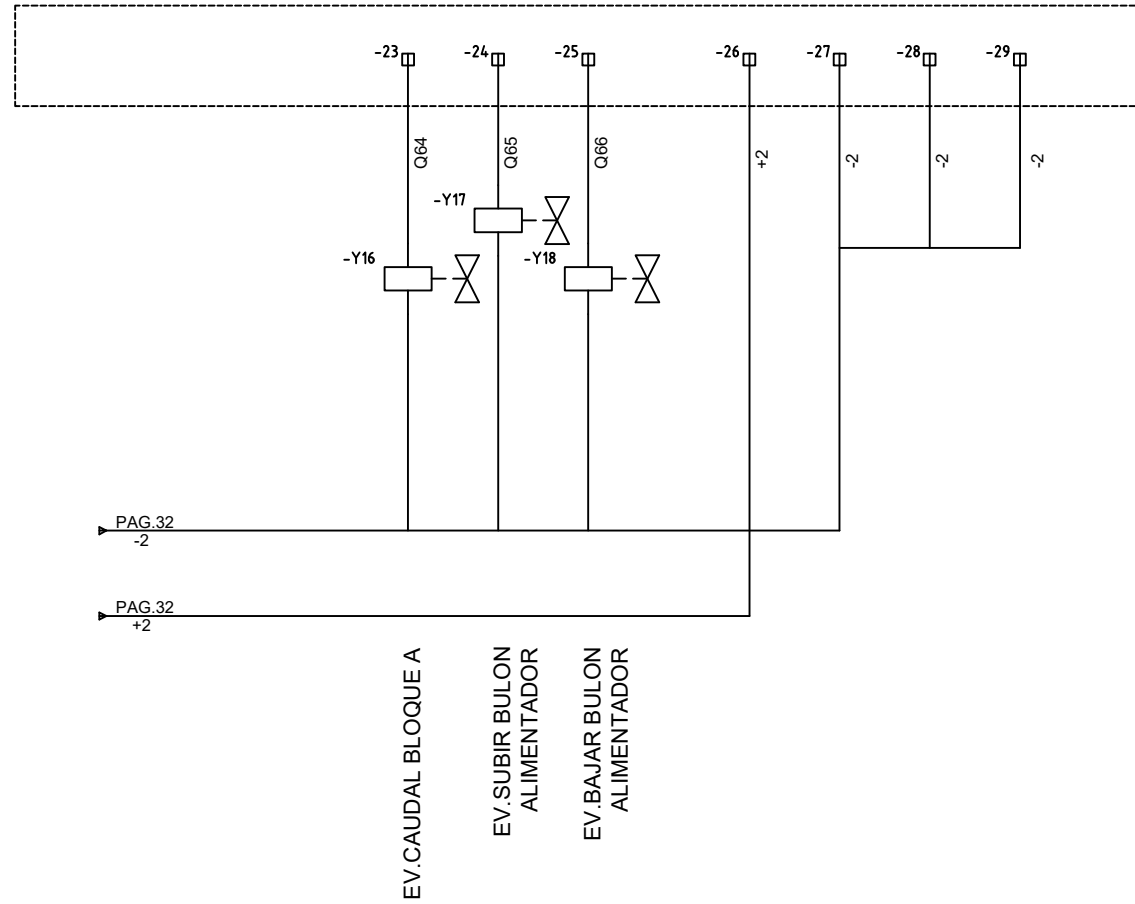 -23
-24
-25
-26
-27
-28
-29
Q64
Q65
Q66
+2
-2
-2
-2
-Y17
-Y16
-Y18
PAG.32
-2
PAG.32
+2
EV.CAUDAL BLOQUE A
EV.SUBIR BULON
ALIMENTADOR
EV.BAJAR BULON
ALIMENTADOR